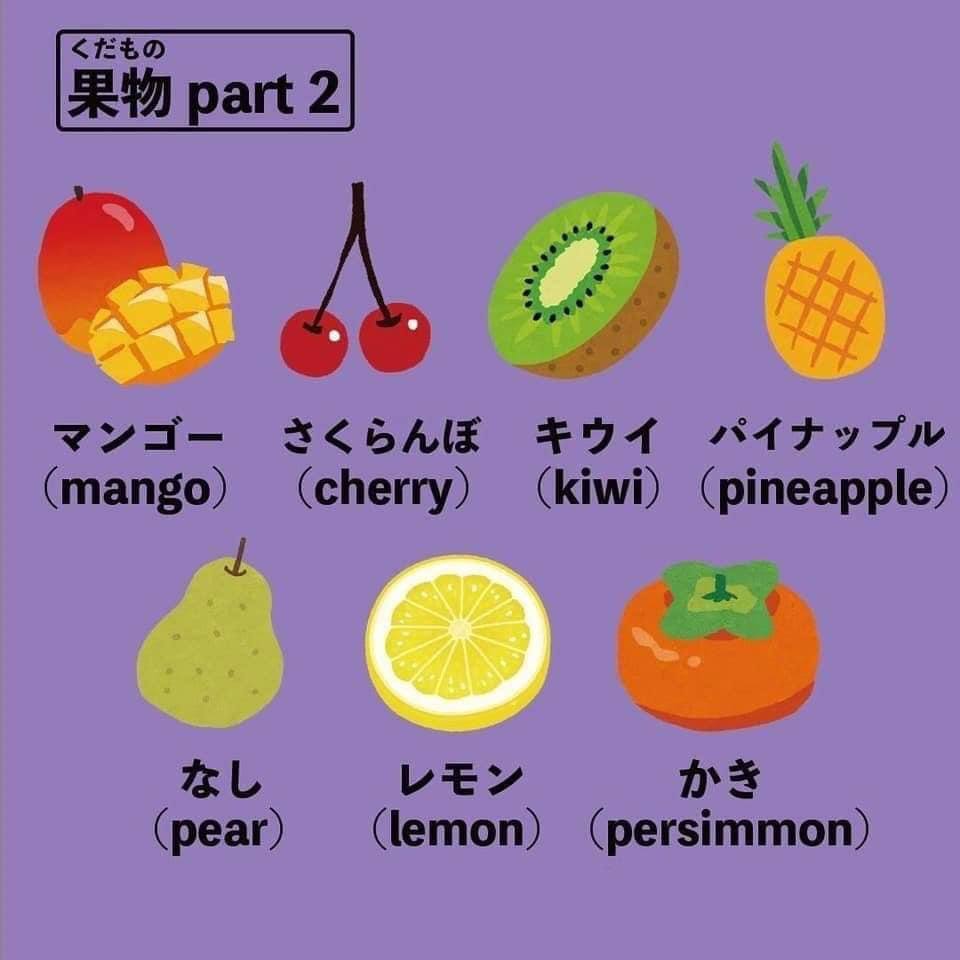 くだもの
果物 part 2
マンゴー さくらんぼ キウイ パイナップル
（mango） （cherry） （kiwi） （pineapple）
なし レモン かき
（pear） （lemon） （persimmon）